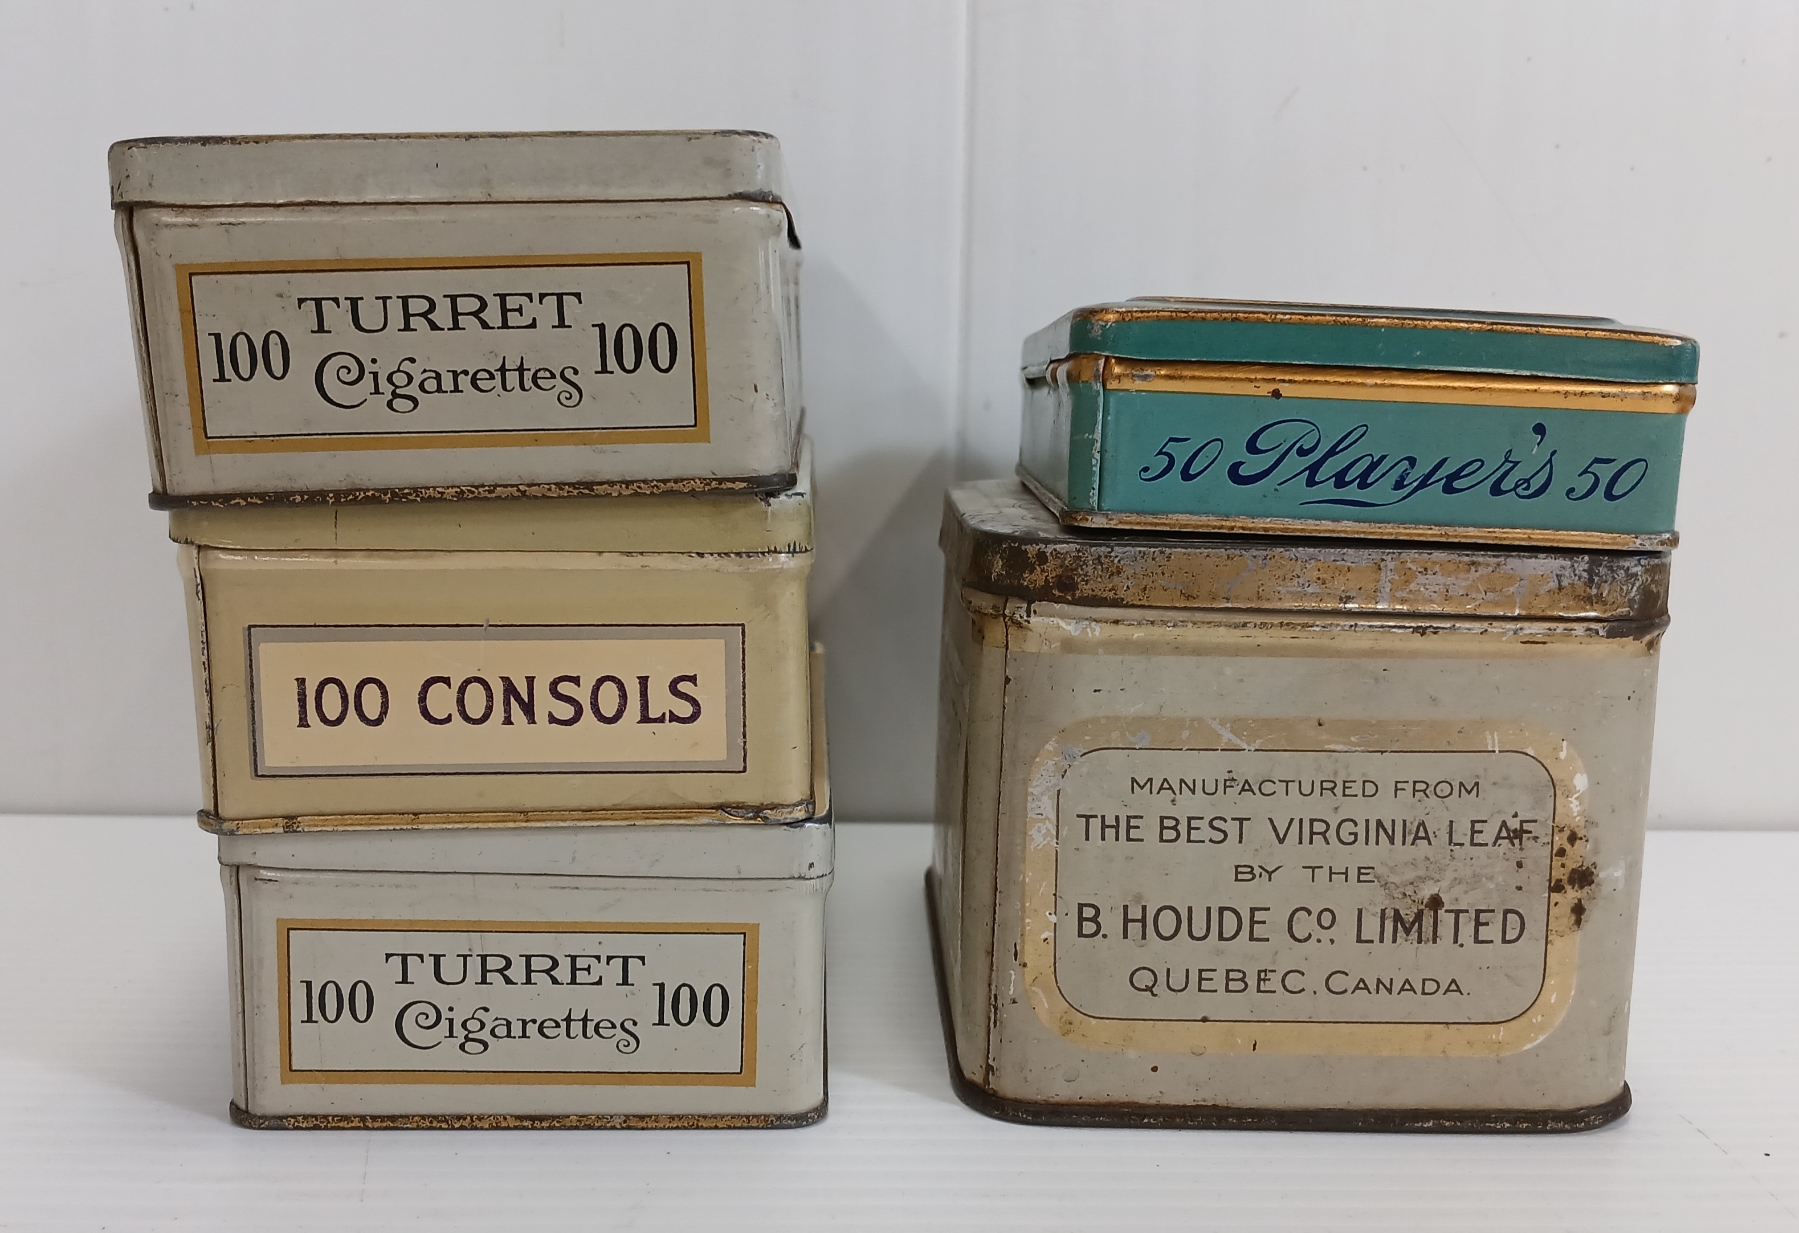 TURRET
100 Cigarettes 100
100 CONSOLS
TURRET
100 Cigarettes 100
50 Player's 50
MANUFACTURED FROM
THE BEST VIRGINIA LEAF
BY THE
B. HOUDE Co. LIMITED
QUEBEC, CANADA.